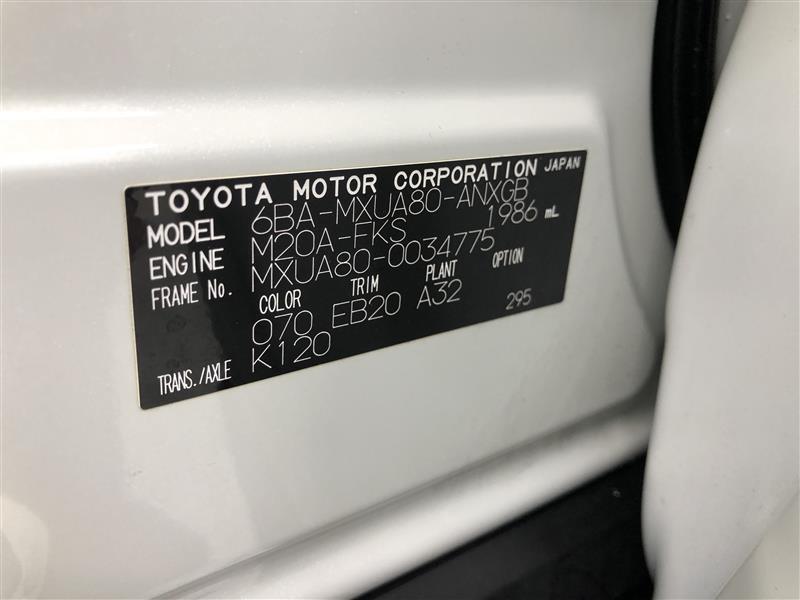 TOYOTA MOTOR CORPORATION JAPAN
MODEL 6BA-MXUA80-ANXGB
ENGINE M20A-FKS 1986 mL
FRAME No. MXUA80-0034775
COLOR TRIM PLANT OPTION
070 EB20 A32 295
TRANS./AXLE K120